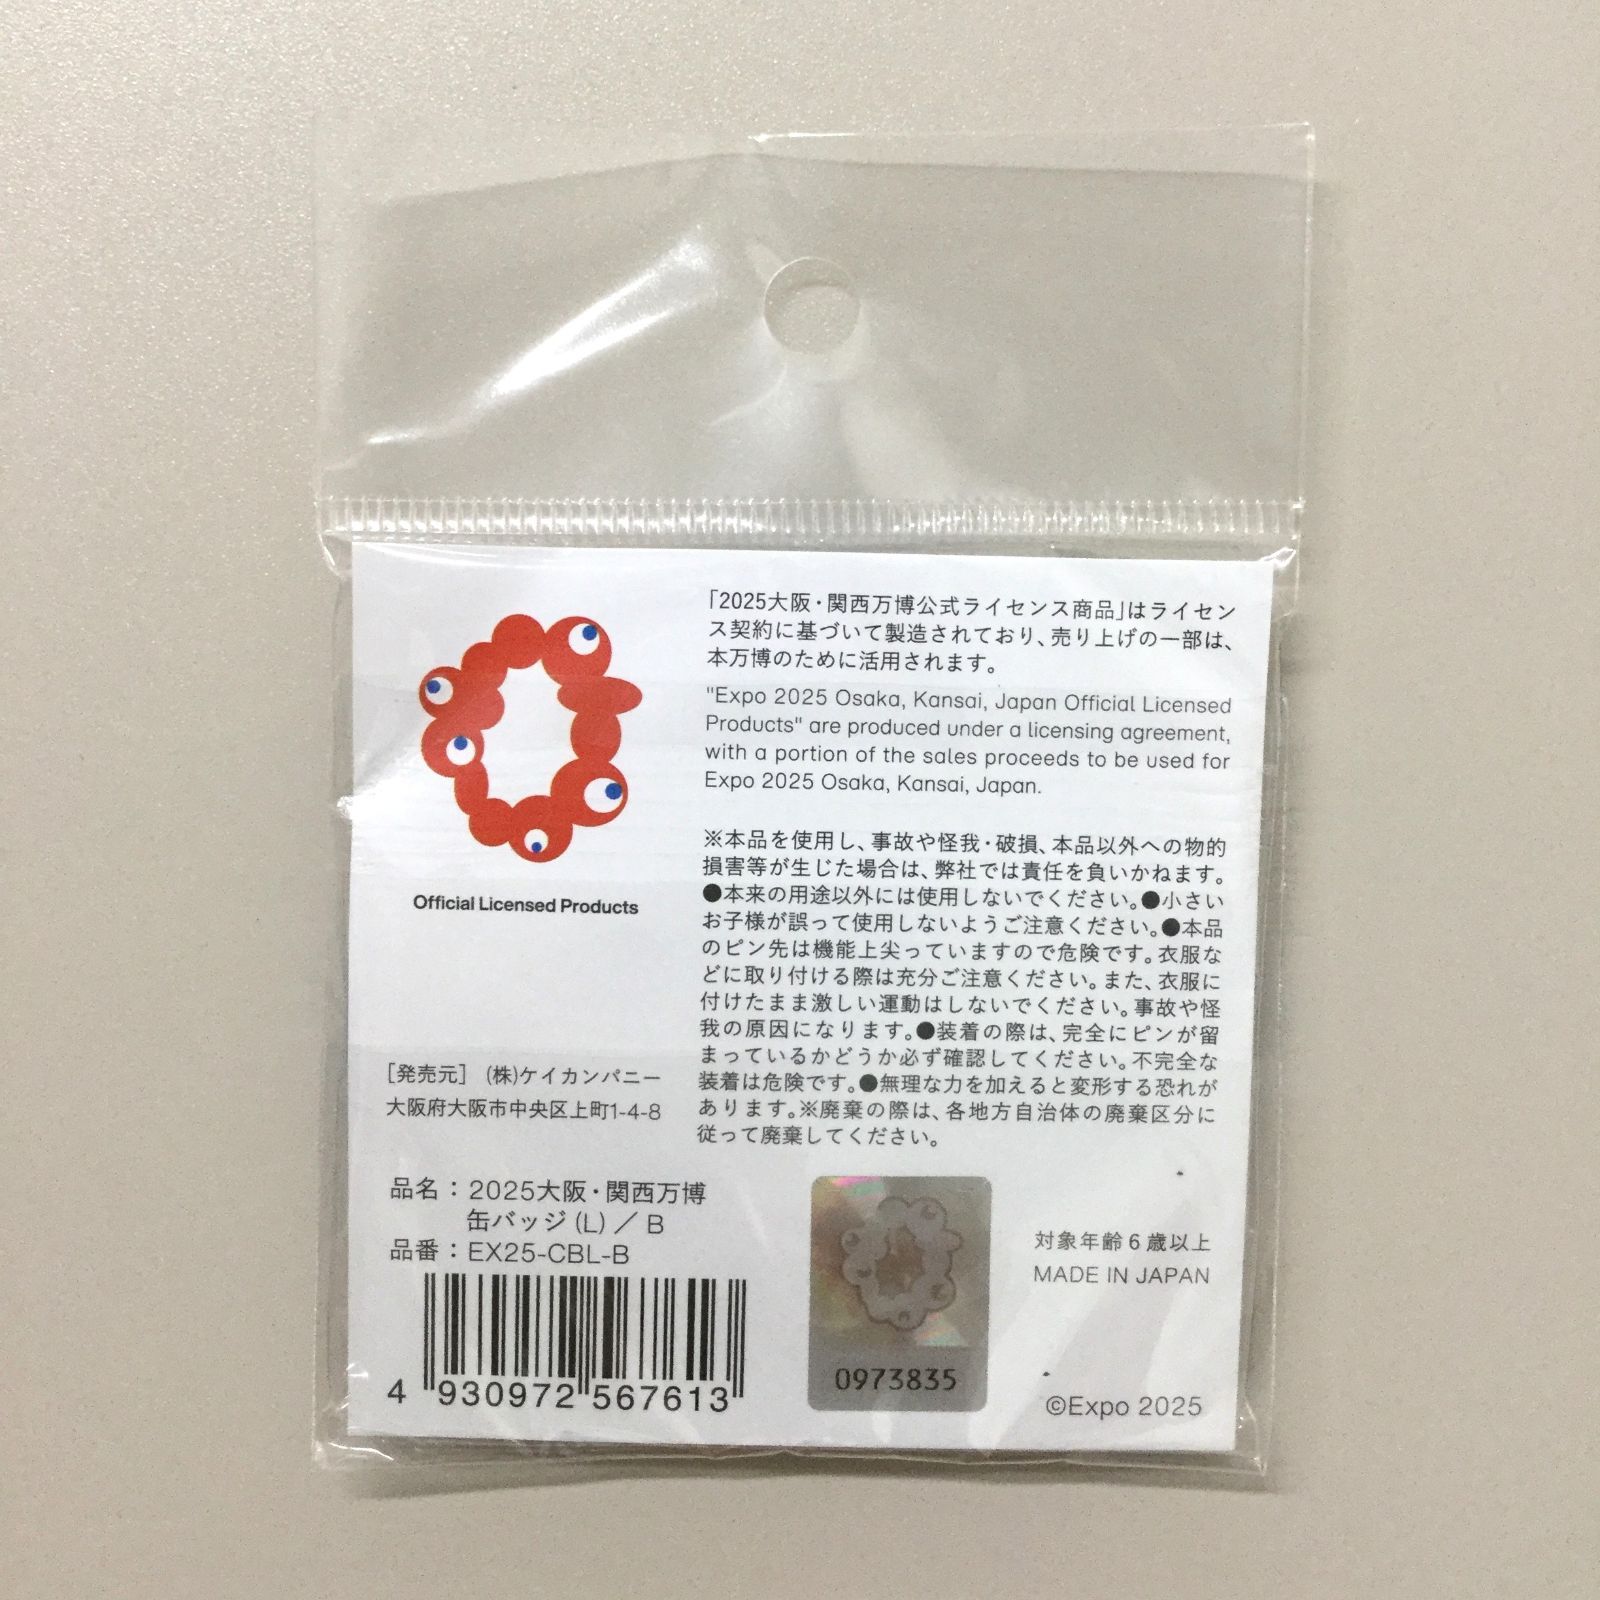 「2025大阪・関西万博公式ライセンス商品」はライセン
ス契約に基づいて製造されており、売り上げの一部は、
本万博のために活用されます。
"Expo 2025 Osaka, Kansai, Japan Official Licensed
Products" are produced under a licensing agreement,
with a portion of the sales proceeds to be used for
Expo 2025 Osaka, Kansai, Japan.
Official Licensed Products
※本品を使用し、事故や怪我・破損、本品以外への物的
損害等が生じた場合は、弊社では責任を負いかねます。
●本来の用途以外には使用しないでください。●小さい
お子様が誤って使用しないようご注意ください。●本品
のピン先は機能上尖っていますので危険です。衣服な
どに取り付ける際は充分ご注意ください。また、衣服に
付けたまま激しい運動はしないでください。事故や怪
我の原因になります。●装着の際は、完全にピンが留
まっているかどうか必ず確認してください。不完全な
装着は危険です。●無理な力を加えると変形する恐れが
あります。※廃棄の際は、各地方自治体の廃棄区分に
従って廃棄してください。
［発売元］ (株)ケイカンパニー
大阪府大阪市中央区上町1-4-8
品名：2025大阪・関西万博
缶バッジ(L)／B
品番：EX25-CBL-B
4 930972 567613
0973835
対象年齢6歳以上
MADE IN JAPAN
©Expo 2025